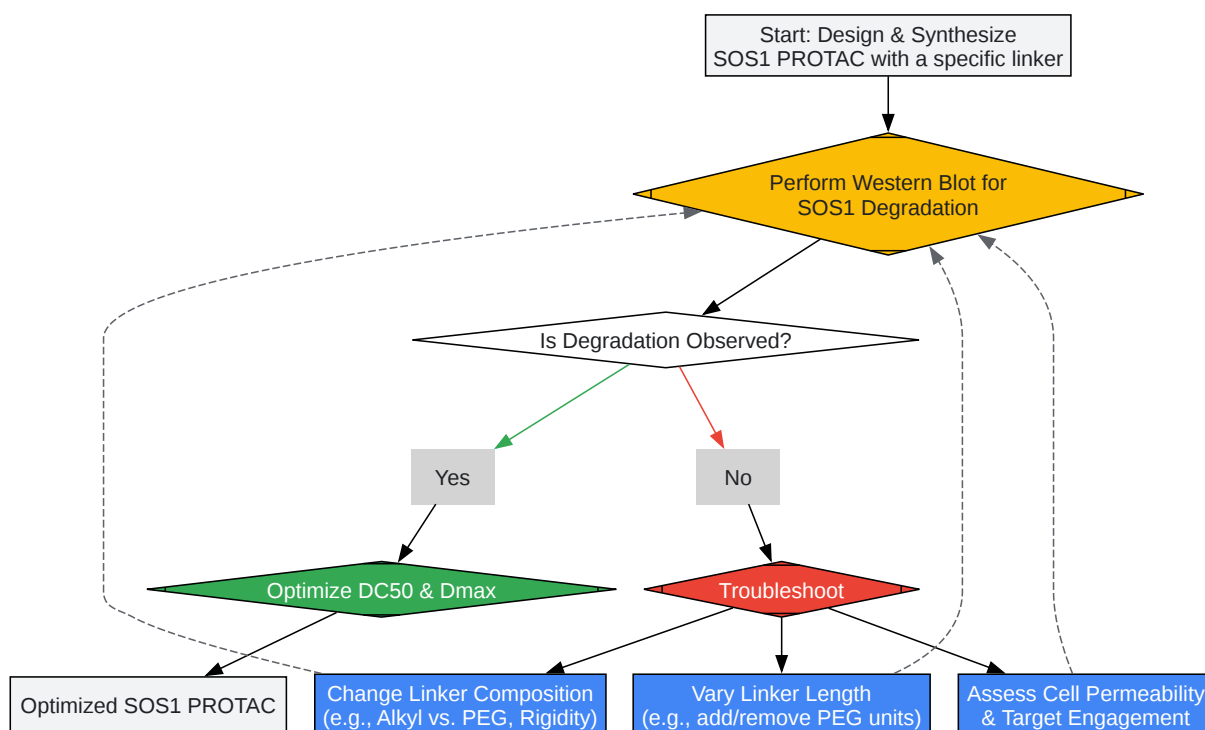 Start: Design & Synthesize
SOS1 PROTAC with a specific linker
Perform Western Blot for
SOS1 Degradation
Is Degradation Observed?
Yes
No
Optimize DC50 & Dmax
Troubleshoot
Optimized SOS1 PROTAC
Change Linker Composition
(e.g., Alkyl vs. PEG, Rigidity)
Vary Linker Length
(e.g., add/remove PEG units)
Assess Cell Permeability
& Target Engagement